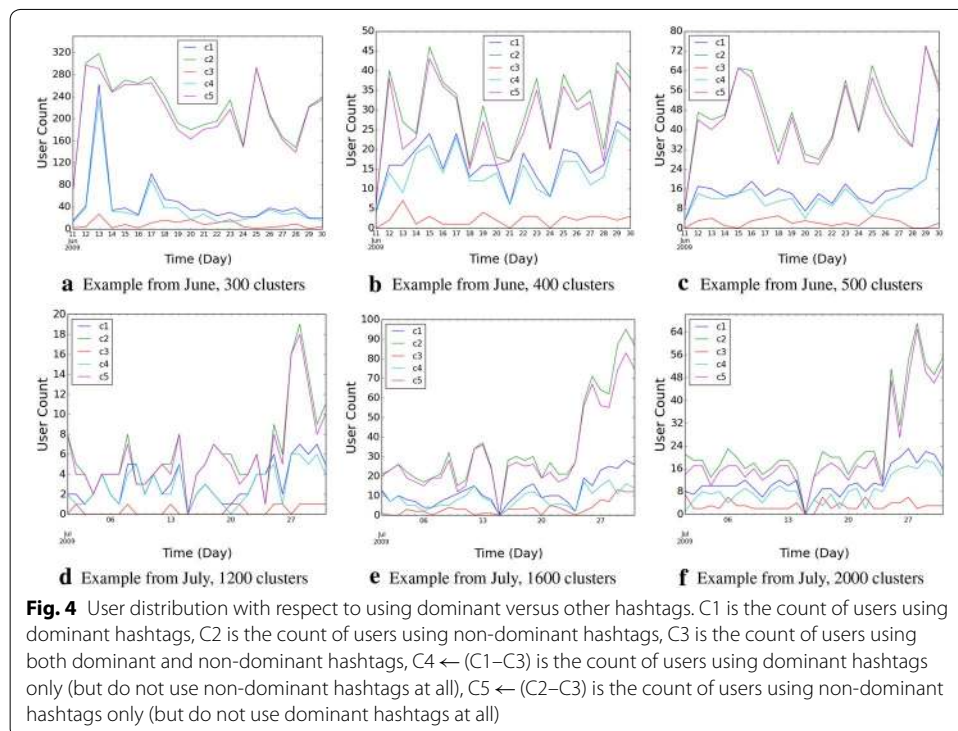 350
300
250
200
150
100
50
0
User Count
c1
c2
c3
c4
c5
11 12 13 14 15 16 17 18 19 20 21 22 23 24 25 26 27 28 29 30
Jun
2009
Time (Day)
a Example from June, 300 clusters
50
45
40
35
30
25
20
15
10
5
0
User Count
c1
c2
c3
c4
c5
11 12 13 14 15 16 17 18 19 20 21 22 23 24 25 26 27 28 29 30
Jun
2009
Time (Day)
b Example from June, 400 clusters
80
72
64
56
48
40
32
24
16
8
0
User Count
c1
c2
c3
c4
c5
11 12 13 14 15 16 17 18 19 20 21 22 23 24 25 26 27 28 29 30
Jun
2009
Time (Day)
c Example from June, 500 clusters
20
18
16
14
12
10
8
6
4
2
0
User Count
c1
c2
c3
c4
c5
06 13 20 27
Jul
2009
Time (Day)
d Example from July, 1200 clusters
100
90
80
70
60
50
40
30
20
10
0
User Count
c1
c2
c3
c4
c5
06 13 20 27
Jul
2009
Time (Day)
e Example from July, 1600 clusters
64
56
48
40
32
24
16
8
0
User Count
c1
c2
c3
c4
c5
06 13 20 27
Jul
2009
Time (Day)
f Example from July, 2000 clusters
Fig. 4 User distribution with respect to using dominant versus other hashtags. C1 is the count of users using
dominant hashtags, C2 is the count of users using non-dominant hashtags, C3 is the count of users using
both dominant and non-dominant hashtags, C4 ← (C1–C3) is the count of users using dominant hashtags
only (but do not use non-dominant hashtags at all), C5 ← (C2–C3) is the count of users using non-dominant
hashtags only (but do not use dominant hashtags at all)